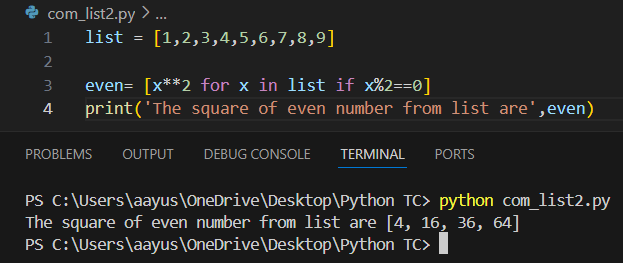 com_list2.py > ...
1 list = [1,2,3,4,5,6,7,8,9]
2
3 even= [x**2 for x in list if x%2==0]
4 print('The square of even number from list are',even)
PROBLEMS OUTPUT DEBUG CONSOLE TERMINAL PORTS
PS C:\Users\aayus\OneDrive\Desktop\Python TC> python com_list2.py
The square of even number from list are [4, 16, 36, 64]
PS C:\Users\aayus\OneDrive\Desktop\Python TC>